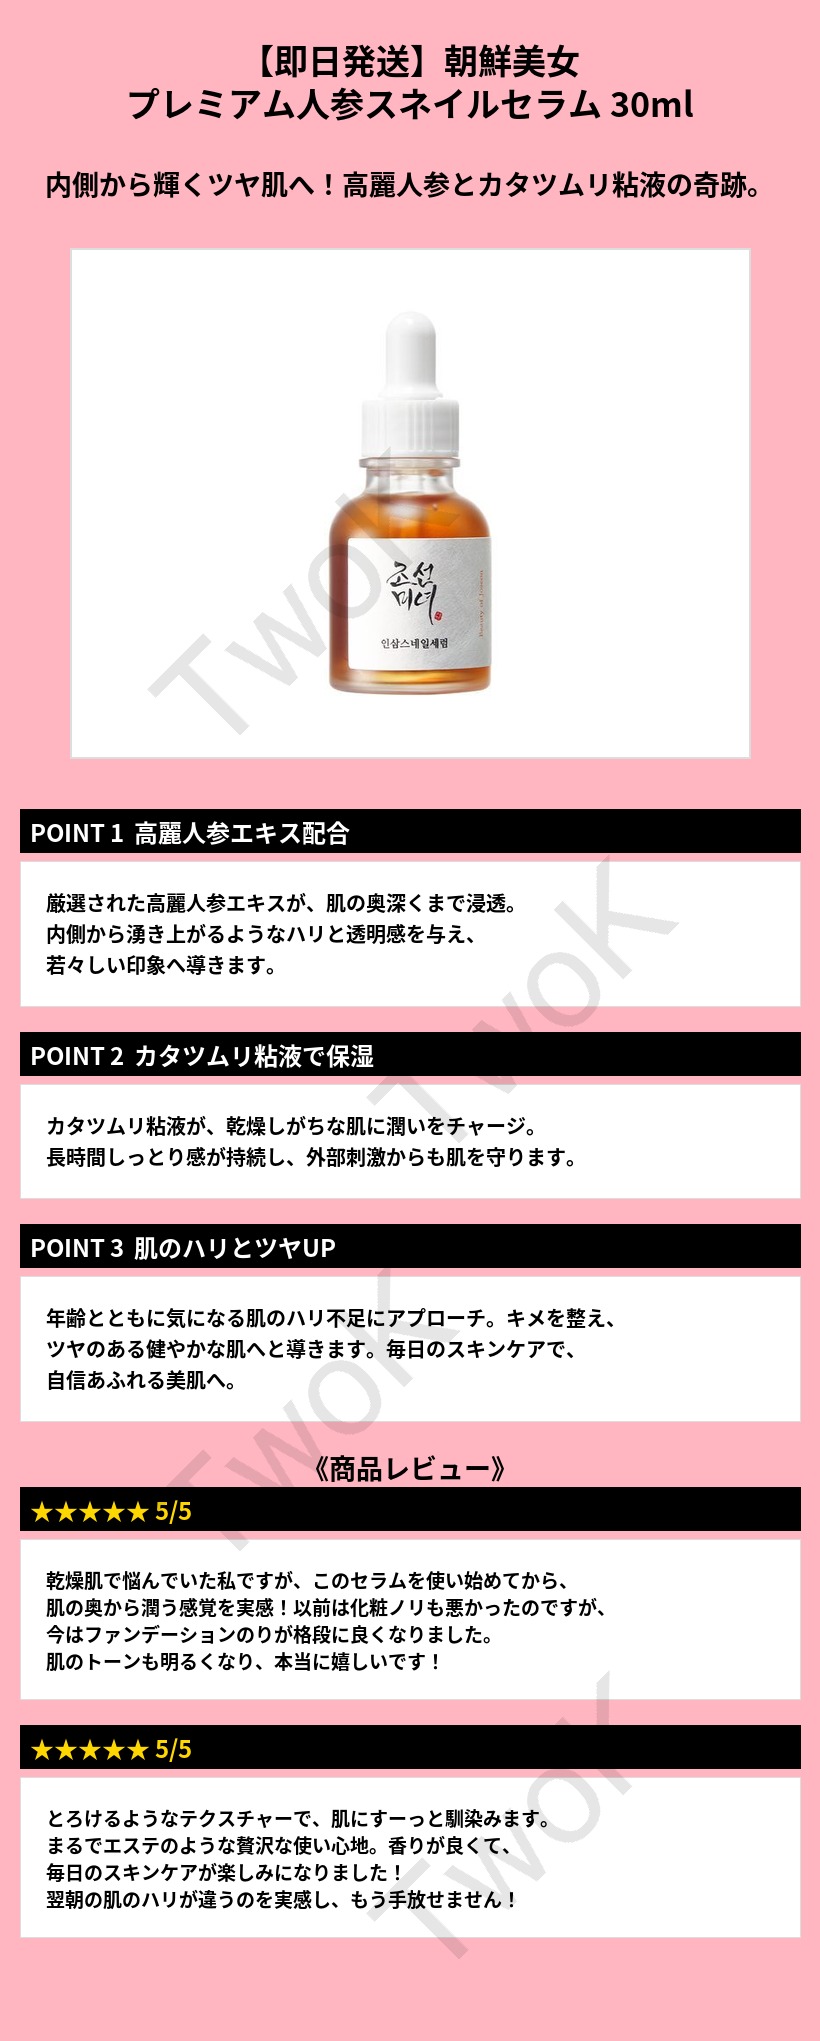 【即日発送】朝鮮美女
プレミアム人参スネイルセラム 30ml
内側から輝くツヤ肌へ！高麗人参とカタツムリ粘液の奇跡。
조선
미녀
인삼스네일세럼
Beauty of Joseon
TwoK
POINT 1 高麗人参エキス配合
厳選された高麗人参エキスが、肌の奥深くまで浸透。
内側から湧き上がるようなハリと透明感を与え、
若々しい印象へ導きます。
TwoK
POINT 2 カタツムリ粘液で保湿
カタツムリ粘液が、乾燥しがちな肌に潤いをチャージ。
長時間しっとり感が持続し、外部刺激からも肌を守ります。
POINT 3 肌のハリとツヤUP
年齢とともに気になる肌のハリ不足にアプローチ。キメを整え、
ツヤのある健やかな肌へと導きます。毎日のスキンケアで、
自信あふれる美肌へ。
TwoK
《商品レビュー》
★★★★★ 5/5
乾燥肌で悩んでいた私ですが、このセラムを使い始めてから、
肌の奥から潤う感覚を実感！以前は化粧ノリも悪かったのですが、
今はファンデーションのりが格段に良くなりました。
肌のトーンも明るくなり、本当に嬉しいです！
★★★★★ 5/5
とろけるようなテクスチャーで、肌にすーっと馴染みます。
まるでエステのような贅沢な使い心地。香りが良くて、
毎日のスキンケアが楽しみになりました！
翌朝の肌のハリが違うのを実感し、もう手放せません！
TwoK